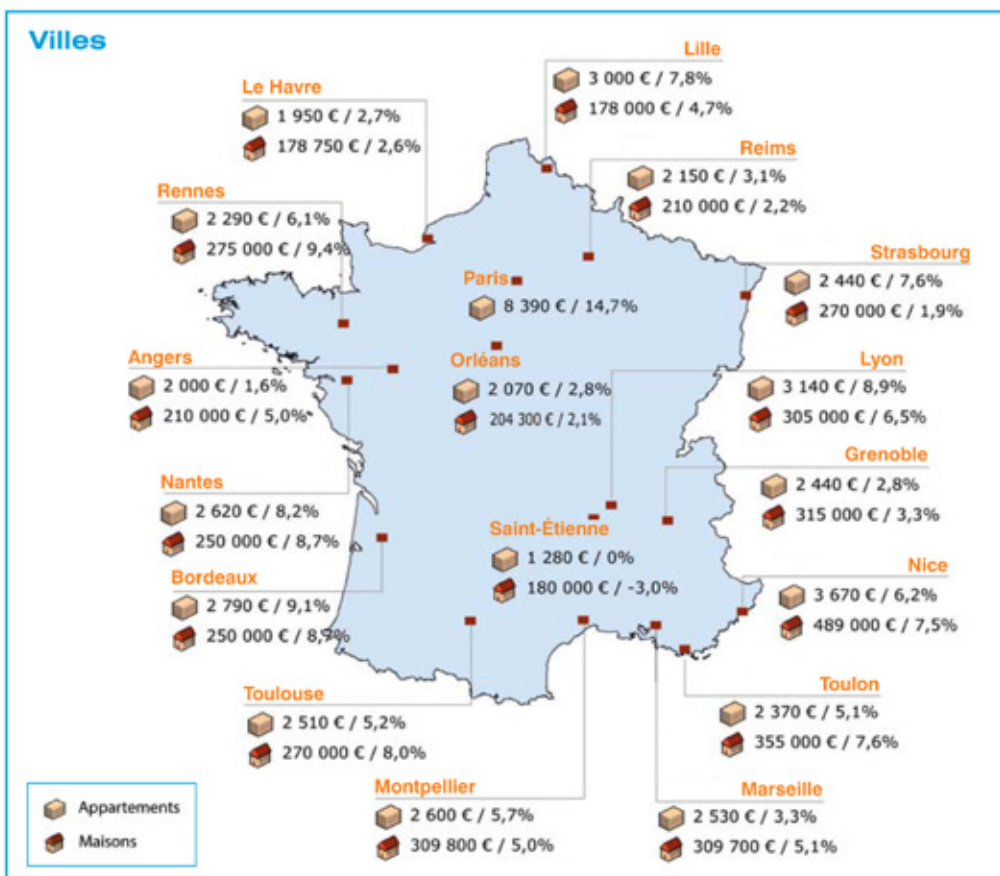 Villes
Lille
3 000 € / 7,8%
178 000 € / 4,7%
Le Havre
1 950 € / 2,7%
178 750 € / 2,6%
Reims
2 150 € / 3,1%
210 000 € / 2,2%
Rennes
2 290 € / 6,1%
275 000 € / 9,4%
Strasbourg
2 440 € / 7,6%
270 000 € / 1,9%
Paris
8 390 € / 14,7%
Angers
2 000 € / 1,6%
210 000 € / 5,0%
Orléans
2 070 € / 2,8%
204 300 € / 2,1%
Lyon
3 140 € / 8,9%
305 000 € / 6,5%
Grenoble
2 440 € / 2,8%
315 000 € / 3,3%
Nantes
2 620 € / 8,2%
250 000 € / 8,7%
Saint-Étienne
1 280 € / 0%
180 000 € / -3,0%
Bordeaux
2 790 € / 9,1%
250 000 € / 8,7%
Nice
3 670 € / 6,2%
489 000 € / 7,5%
Toulouse
2 510 € / 5,2%
270 000 € / 8,0%
Toulon
2 370 € / 5,1%
355 000 € / 7,6%
Montpellier
2 600 € / 5,7%
309 800 € / 5,0%
Marseille
2 530 € / 3,3%
309 700 € / 5,1%
Appartements
Maisons